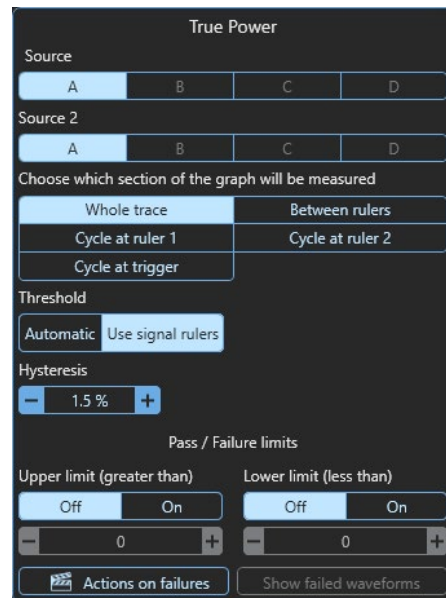 True Power
Source
A B C D
Source 2
A B C D
Choose which section of the graph will be measured
Whole trace Between rulers
Cycle at ruler 1 Cycle at ruler 2
Cycle at trigger
Threshold
Automatic Use signal rulers
Hysteresis
− 1.5 % +
Pass / Failure limits
Upper limit (greater than) Lower limit (less than)
Off On Off On
− 0 + − 0 +
Actions on failures Show failed waveforms